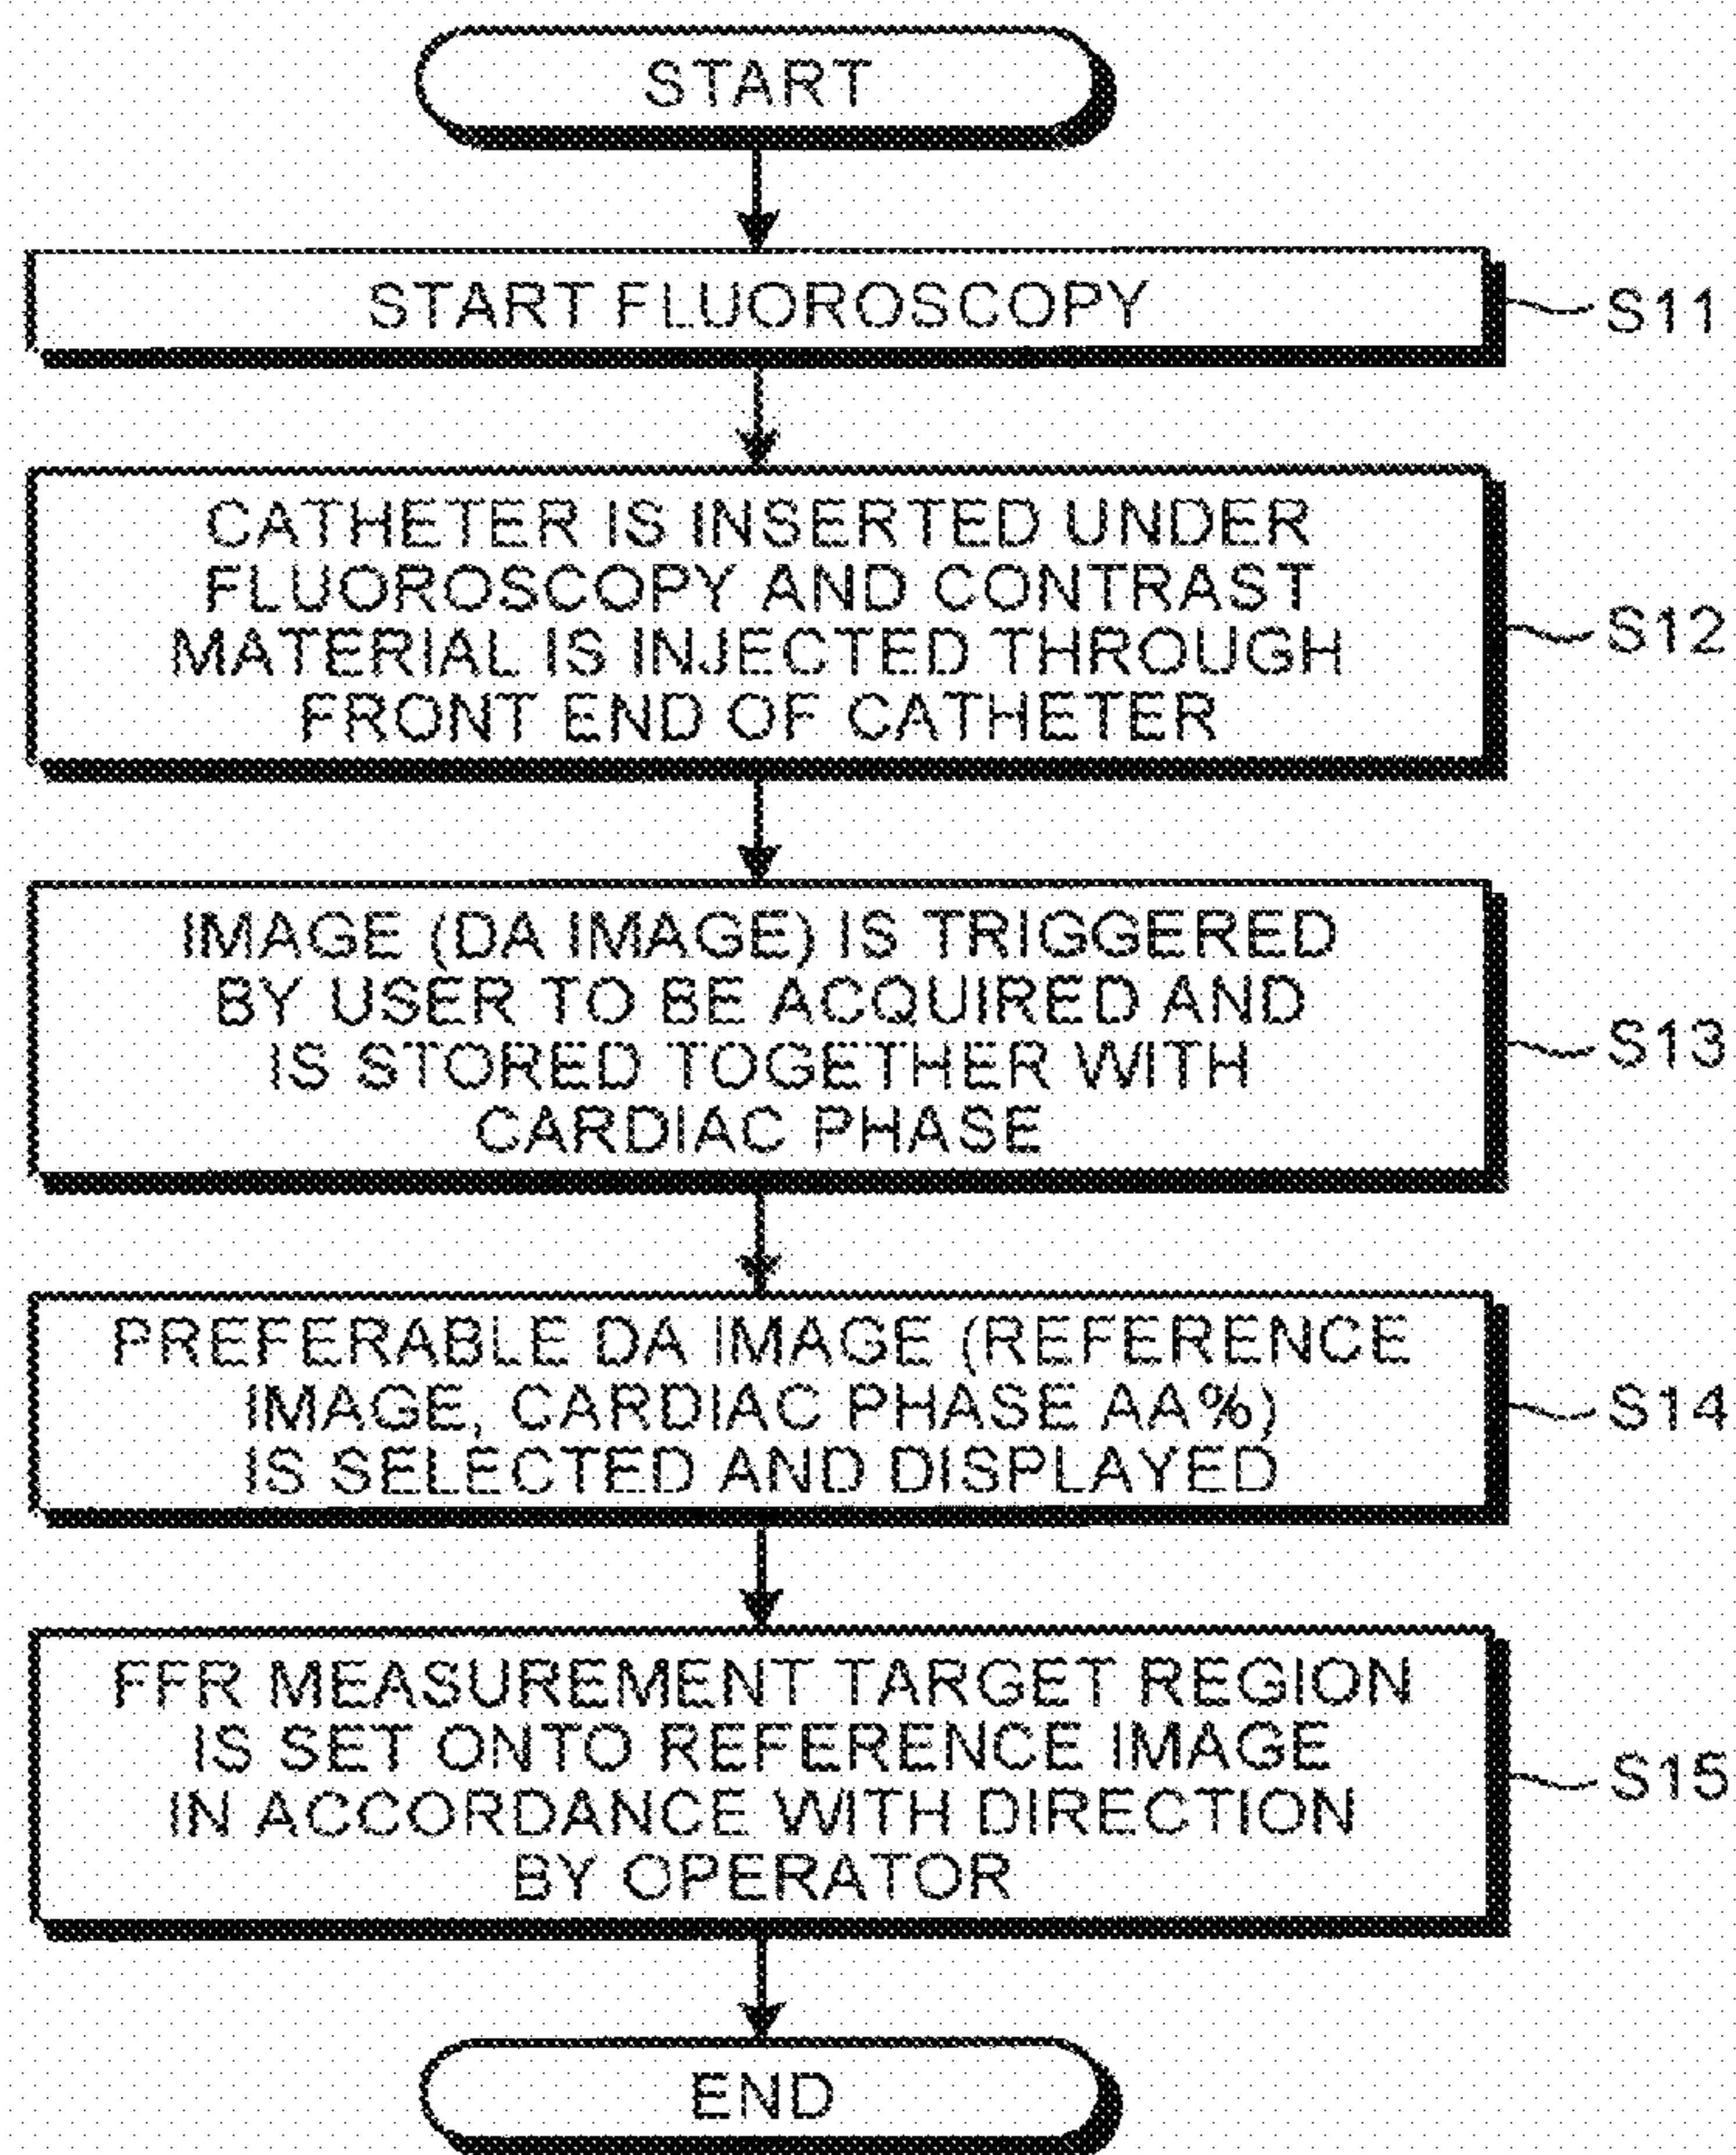 START
START FLUOROSCOPY
S11
CATHETER IS INSERTED UNDER
FLUOROSCOPY AND CONTRAST
MATERIAL IS INJECTED THROUGH
FRONT END OF CATHETER
S12
IMAGE (DA IMAGE) IS TRIGGERED
BY USER TO BE ACQUIRED AND
IS STORED TOGETHER WITH
CARDIAC PHASE
S13
PREFERABLE DA IMAGE (REFERENCE
IMAGE, CARDIAC PHASE AA%)
IS SELECTED AND DISPLAYED
S14
FFR MEASUREMENT TARGET REGION
IS SET ONTO REFERENCE IMAGE
IN ACCORDANCE WITH DIRECTION
BY OPERATOR
S15
END